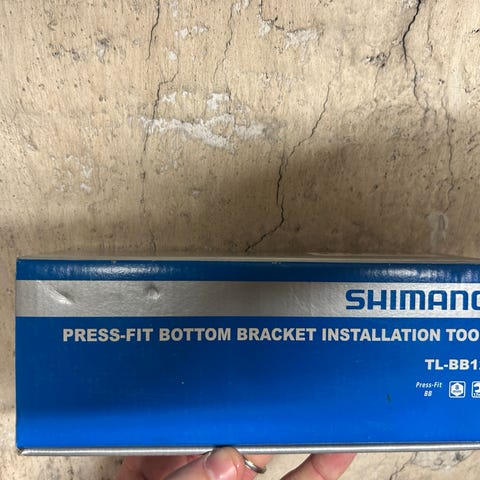 SHIMANO
PRESS-FIT BOTTOM BRACKET INSTALLATION TOO
TL-BB1
Press-Fit
BB